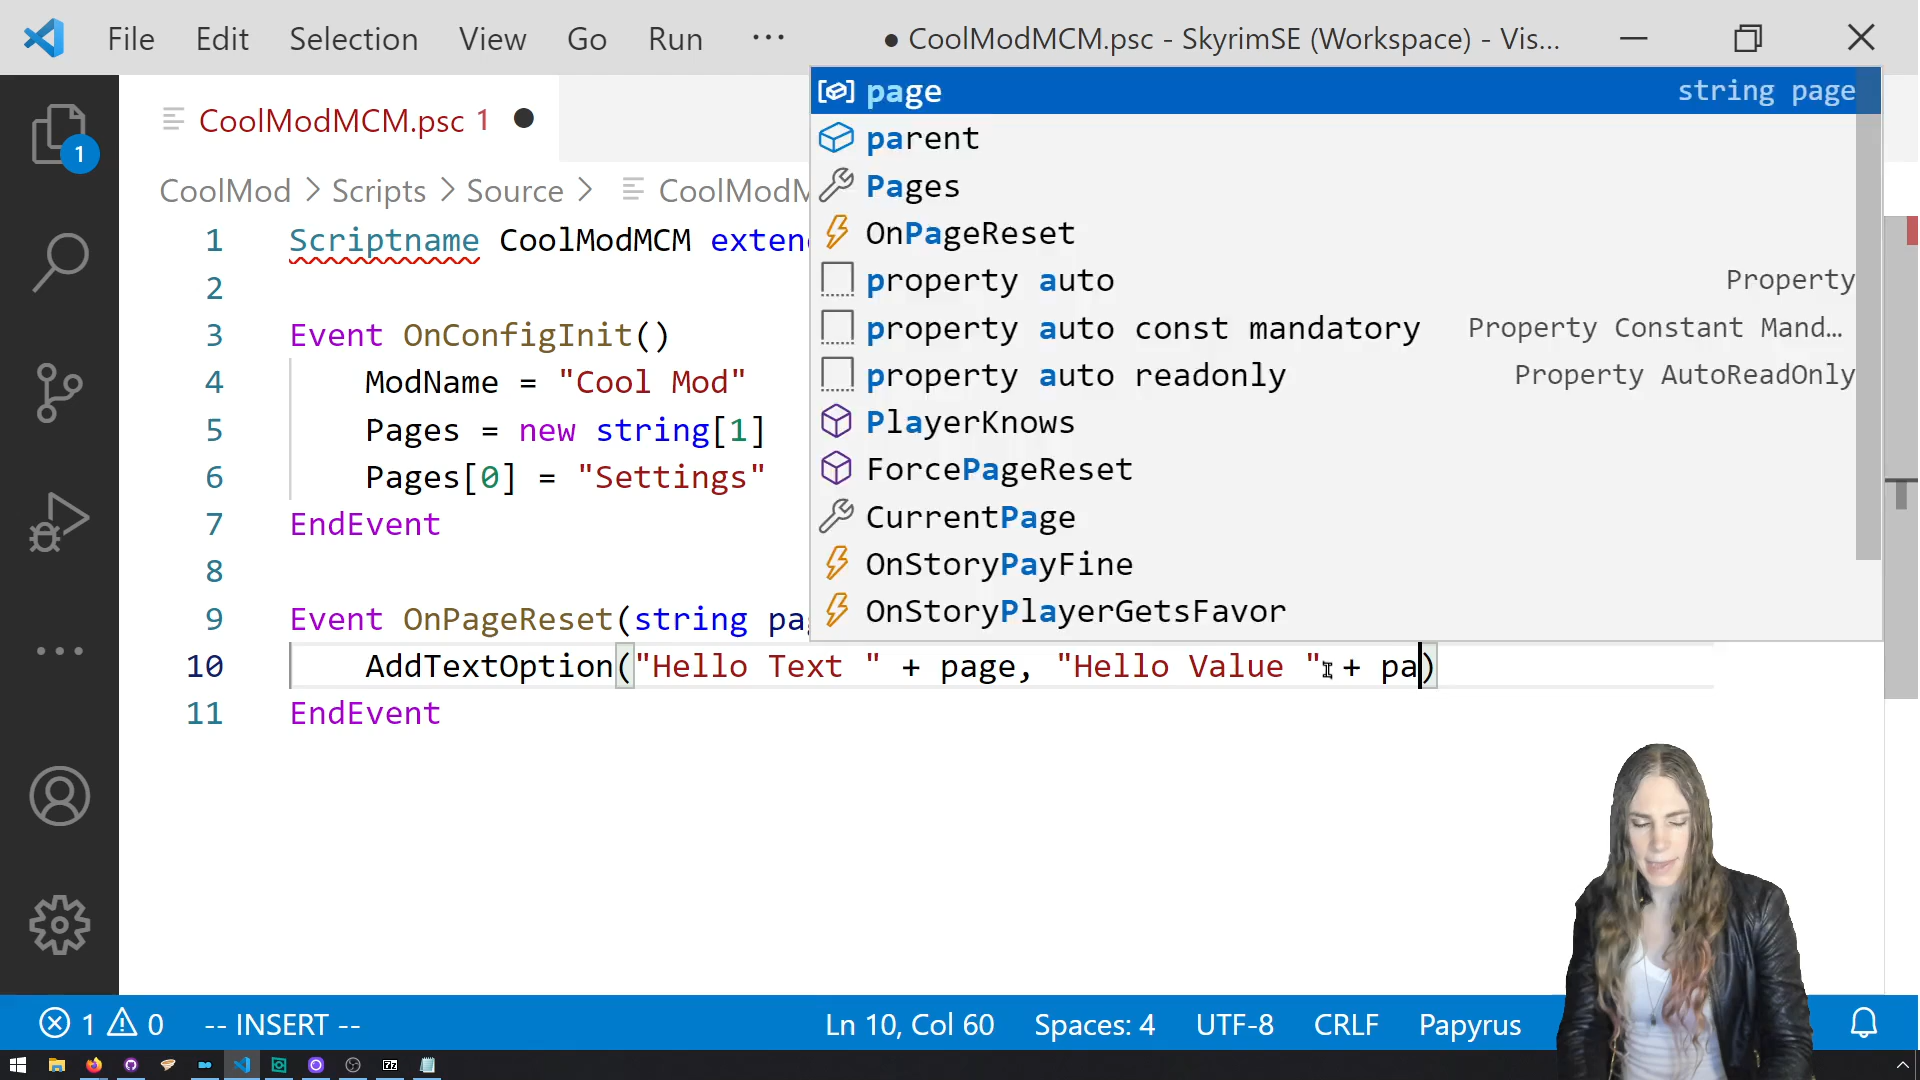 File Edit Selection View Go Run ··· ● CoolModMCM.psc - SkyrimSE (Workspace) - Vis...
CoolModMCM.psc 1 ●
CoolMod > Scripts > Source > CoolModM
1 Scriptname CoolModMCM exten
2
3 Event OnConfigInit()
4 ModName = "Cool Mod"
5 Pages = new string[1]
6 Pages[0] = "Settings"
7 EndEvent
8
9 Event OnPageReset(string pa
10 AddTextOption("Hello Text " + page, "Hello Value " + pa)
11 EndEvent
page string page
parent
Pages
OnPageReset
property auto Property
property auto const mandatory Property Constant Mand...
property auto readonly Property AutoReadOnly
PlayerKnows
ForcePageReset
CurrentPage
OnStoryPayFine
OnStoryPlayerGetsFavor
1
1 0 -- INSERT -- Ln 10, Col 60 Spaces: 4 UTF-8 CRLF Papyrus